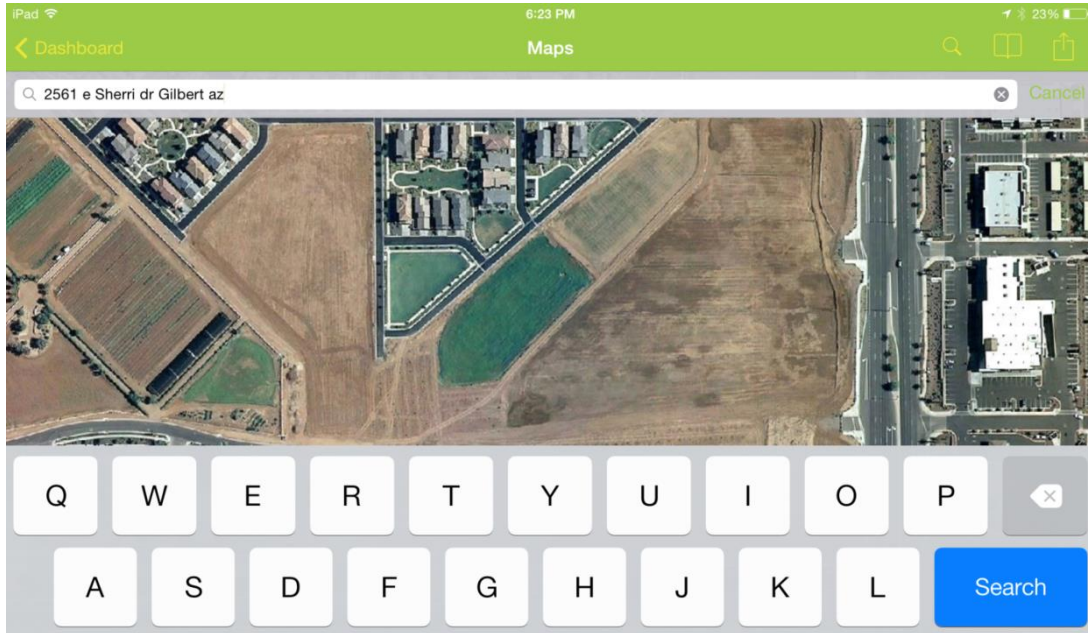 iPad 6:23 PM 23%
Dashboard Maps
2561 e Sherri dr Gilbert az Cancel
Q W E R T Y U I O P
A S D F G H J K L Search